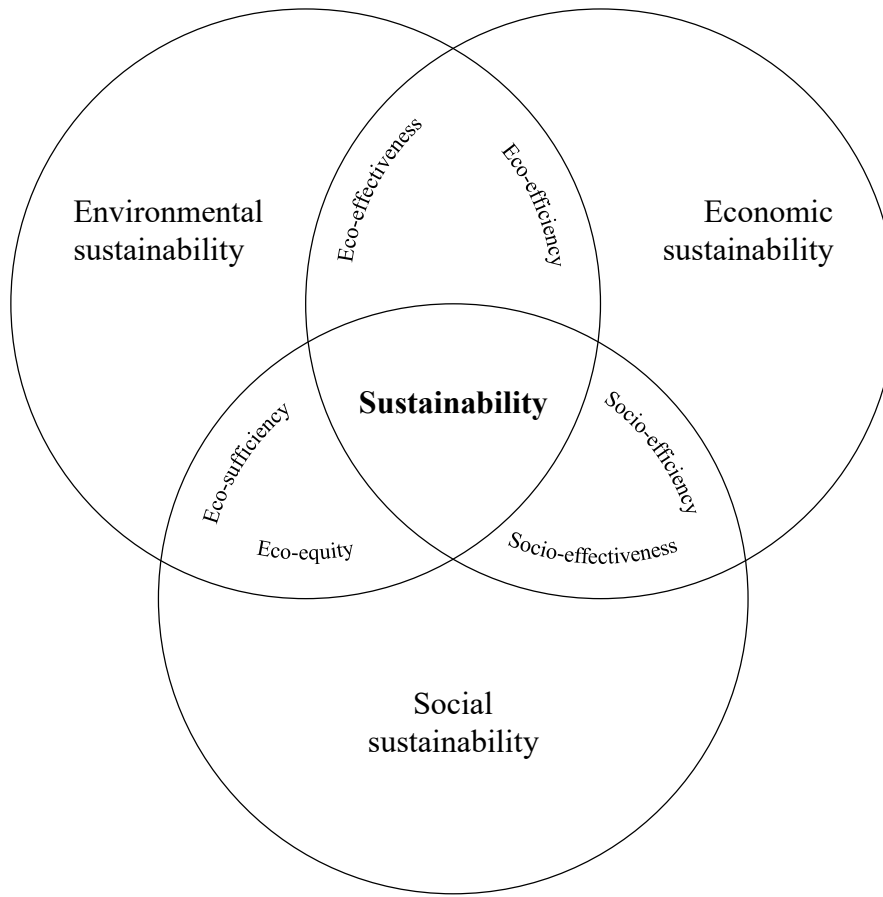 Eco-effectiveness
Eco-efficiency
Environmental
sustainability
Economic
sustainability
Sustainability
Eco-sufficiency
Eco-equity
Socio-efficiency
Socio-effectiveness
Social
sustainability